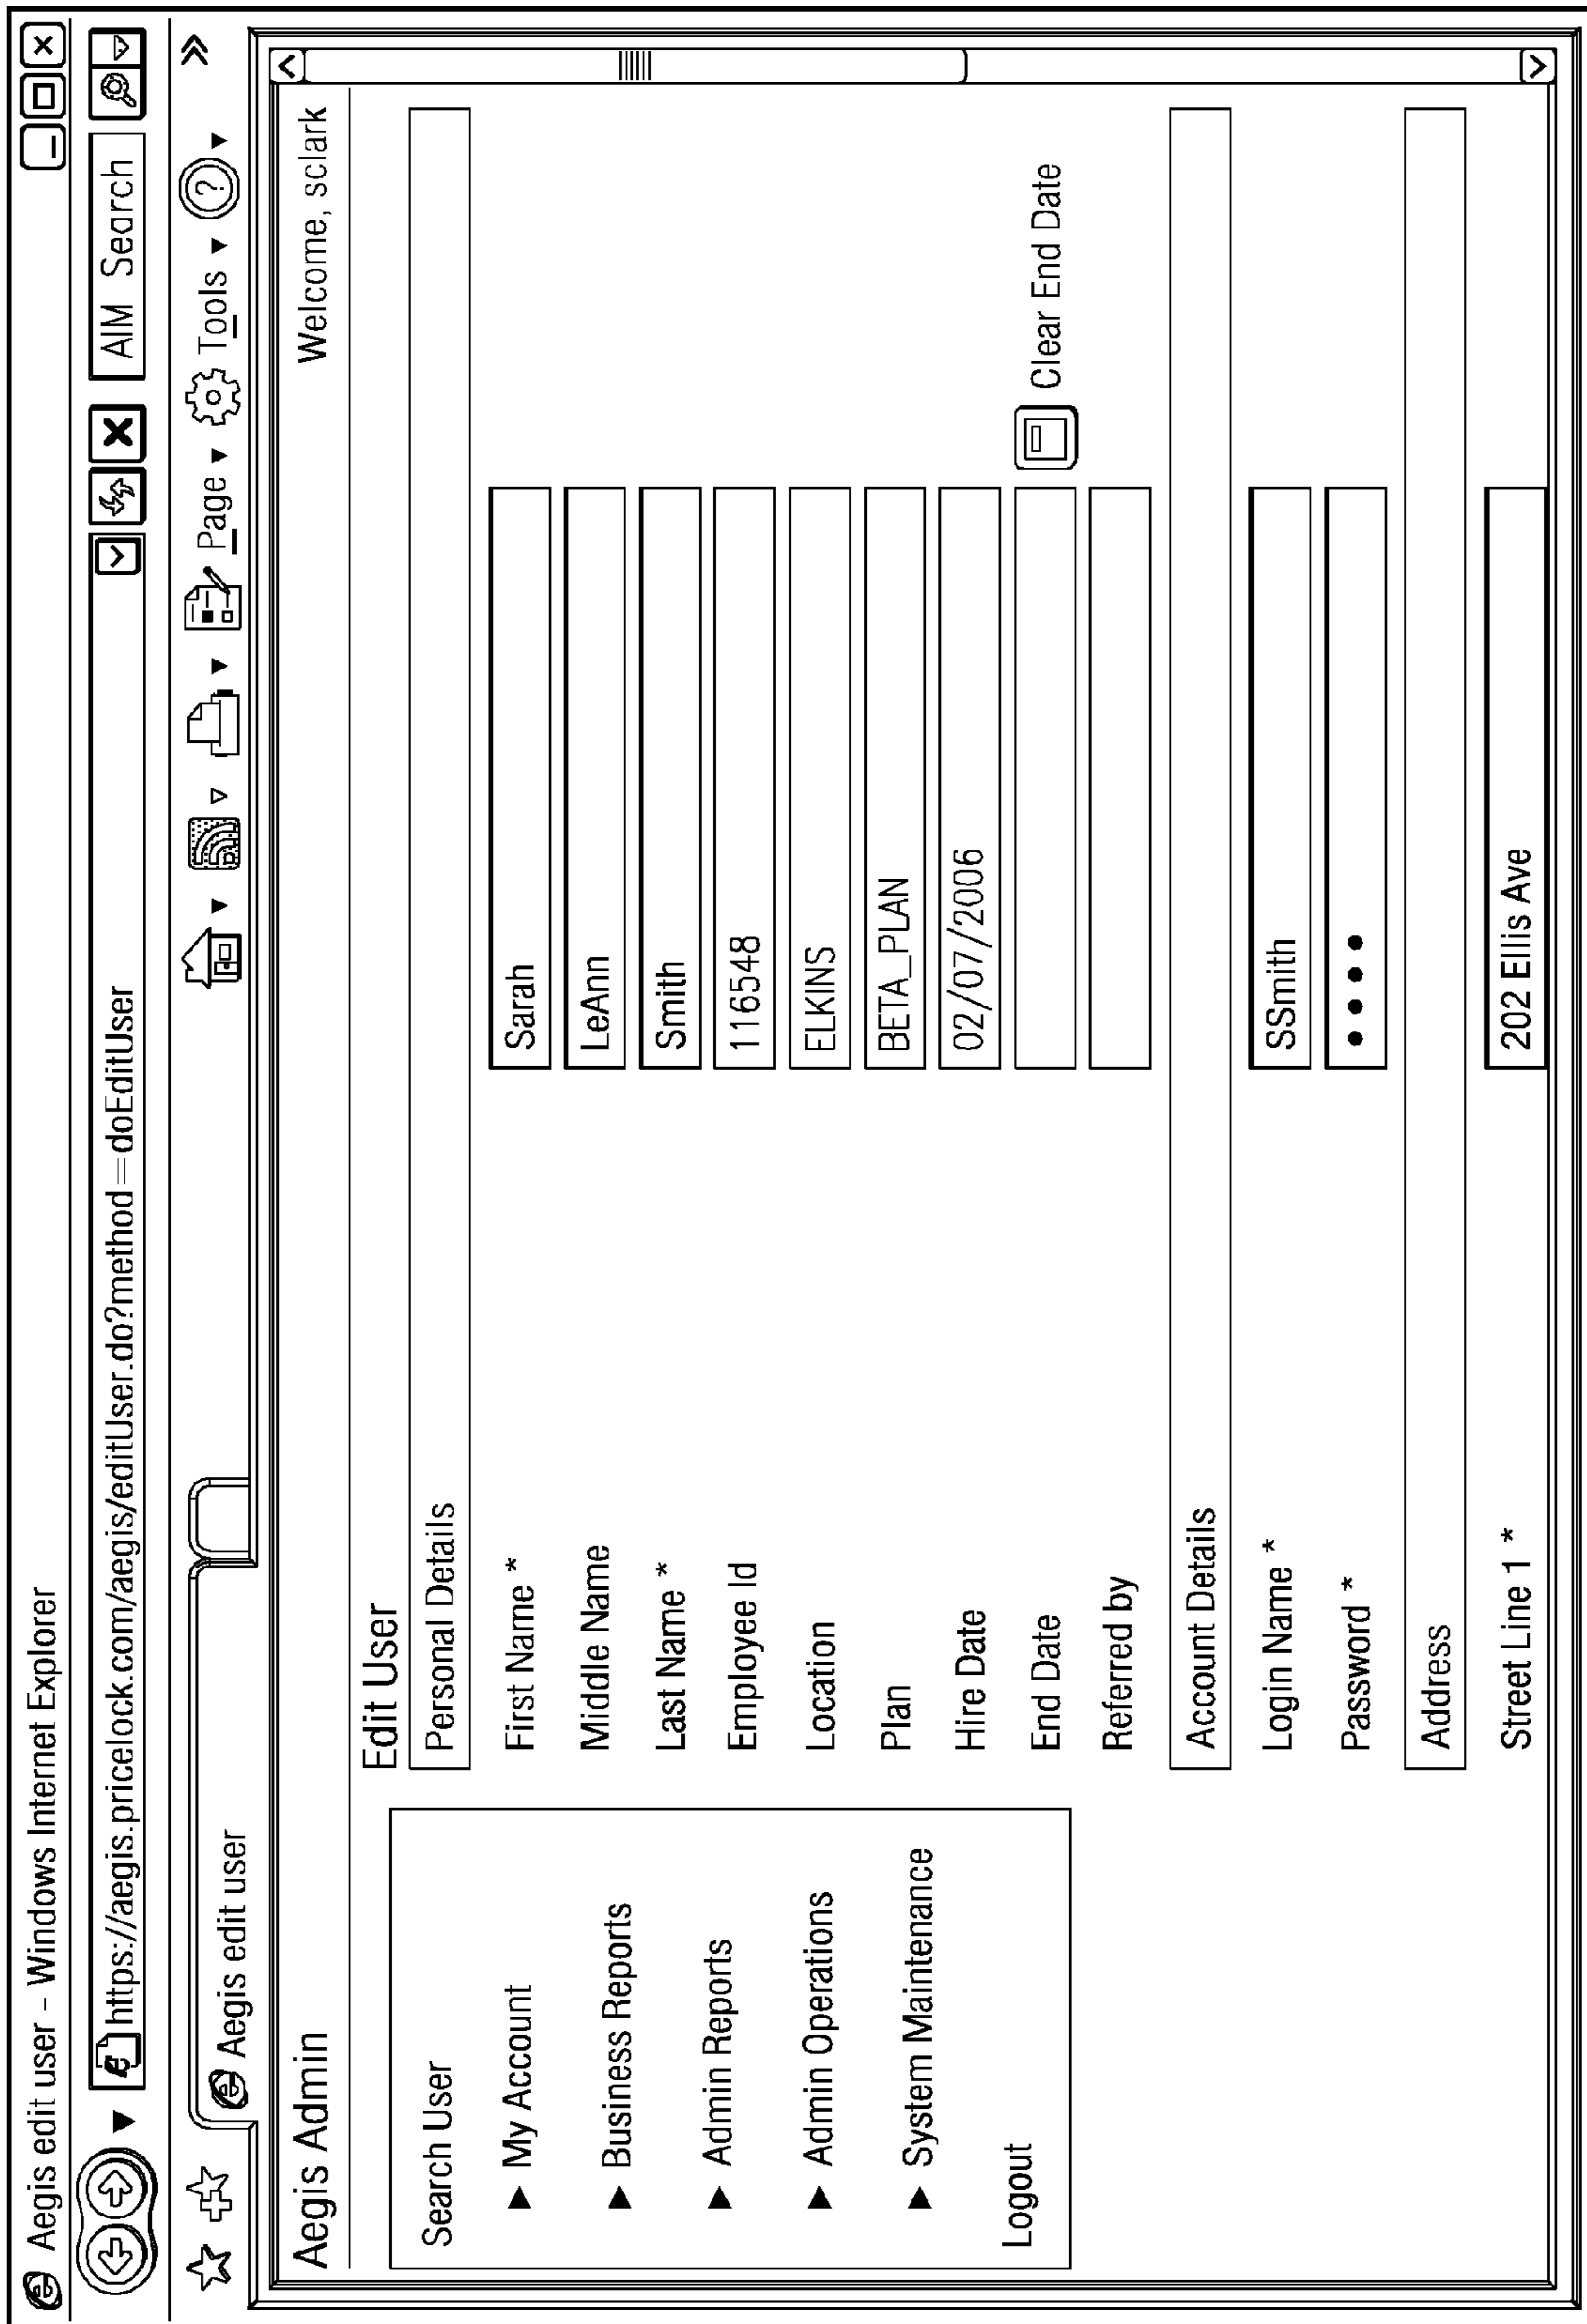 Aegis edit user - Windows Internet Explorer
https://aegis.pricelock.com/aegis/editUser.do?method=doEditUser
AIM Search
Aegis edit user
Page
Tools
Aegis Admin
Welcome, sclark
Search User
My Account
Business Reports
Admin Reports
Admin Operations
System Maintenance
Logout
Edit User
Personal Details
First Name * Sarah
Middle Name LeAnn
Last Name * Smith
Employee Id 116548
Location ELKINS
Plan BETA_PLAN
Hire Date 02/07/2006
End Date Clear End Date
Referred by
Account Details
Login Name * SSmith
Password * ••••
Address
Street Line 1 * 202 Ellis Ave